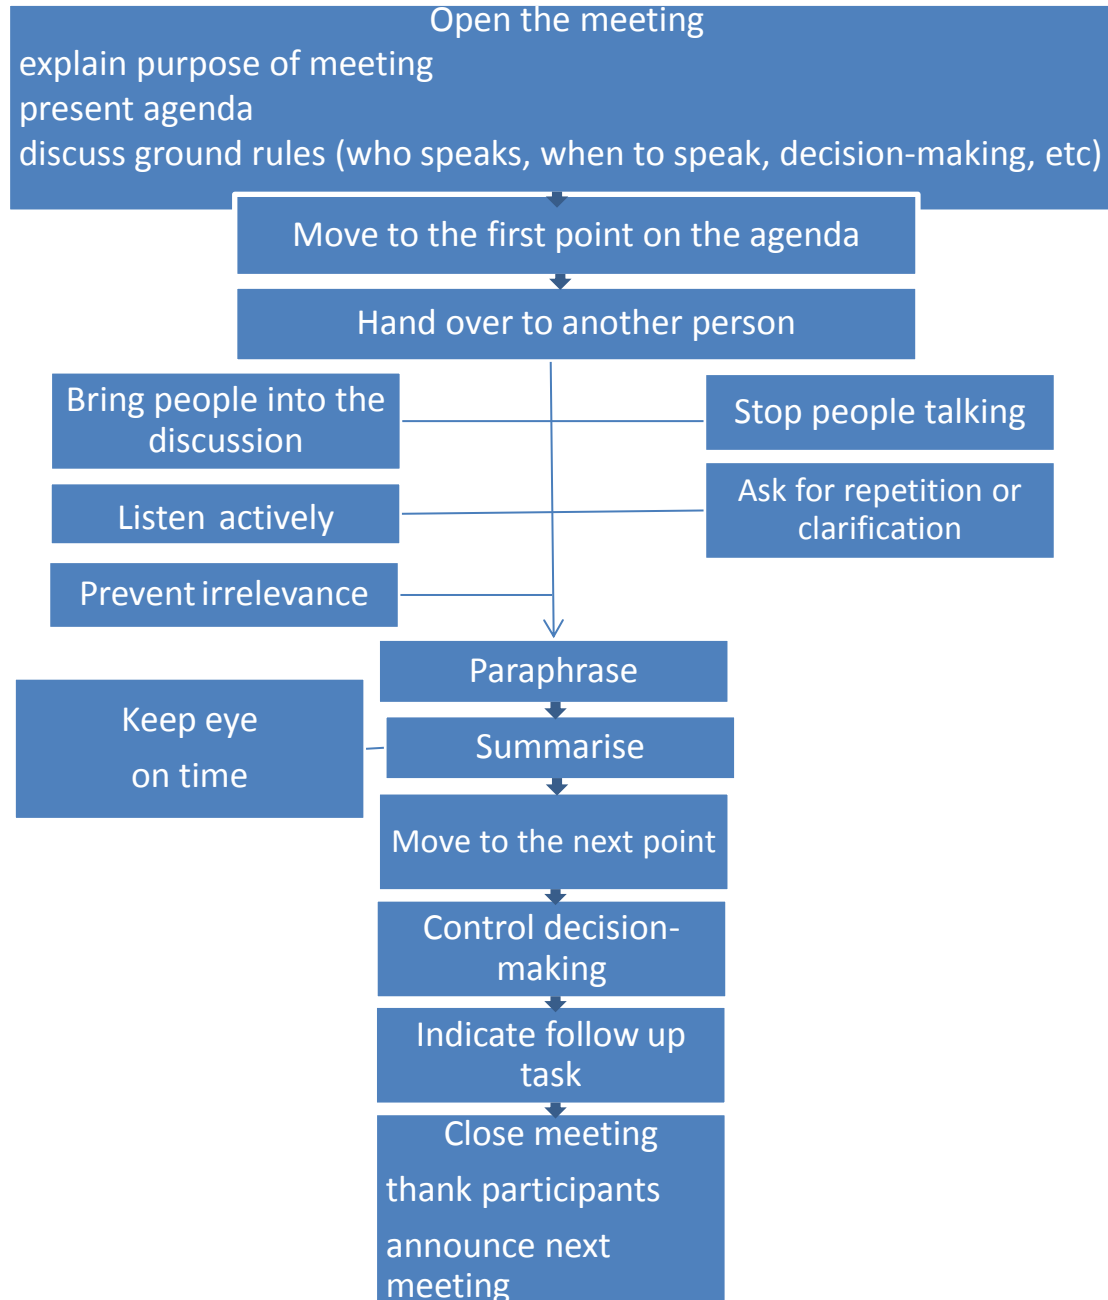 Open the meeting
explain purpose of meeting
present agenda
discuss ground rules (who speaks, when to speak, decision-making, etc)
Move to the first point on the agenda
Hand over to another person
Bring people into the
discussion
Stop people talking
Listen actively
Ask for repetition or
clarification
Prevent irrelevance
Paraphrase
Keep eye
on time
Summarise
Move to the next point
Control decision-
making
Indicate follow up
task
Close meeting
thank participants
announce next
meeting